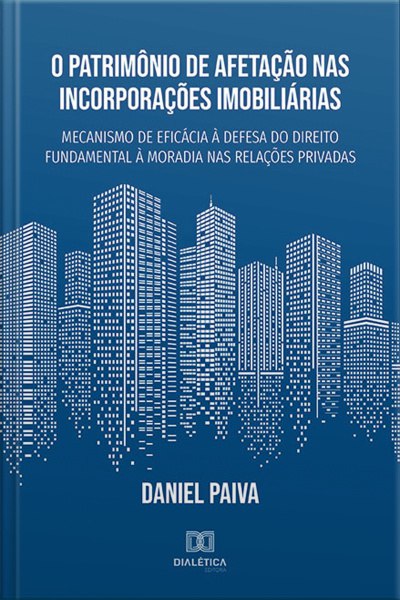 O PATRIMÔNIO DE AFETAÇÃO NAS
INCORPORAÇÕES IMOBILIÁRIAS
MECANISMO DE EFICÁCIA À DEFESA DO DIREITO
FUNDAMENTAL À MORADIA NAS RELAÇÕES PRIVADAS
DANIEL PAIVA
DIALÉTICA
EDITORA